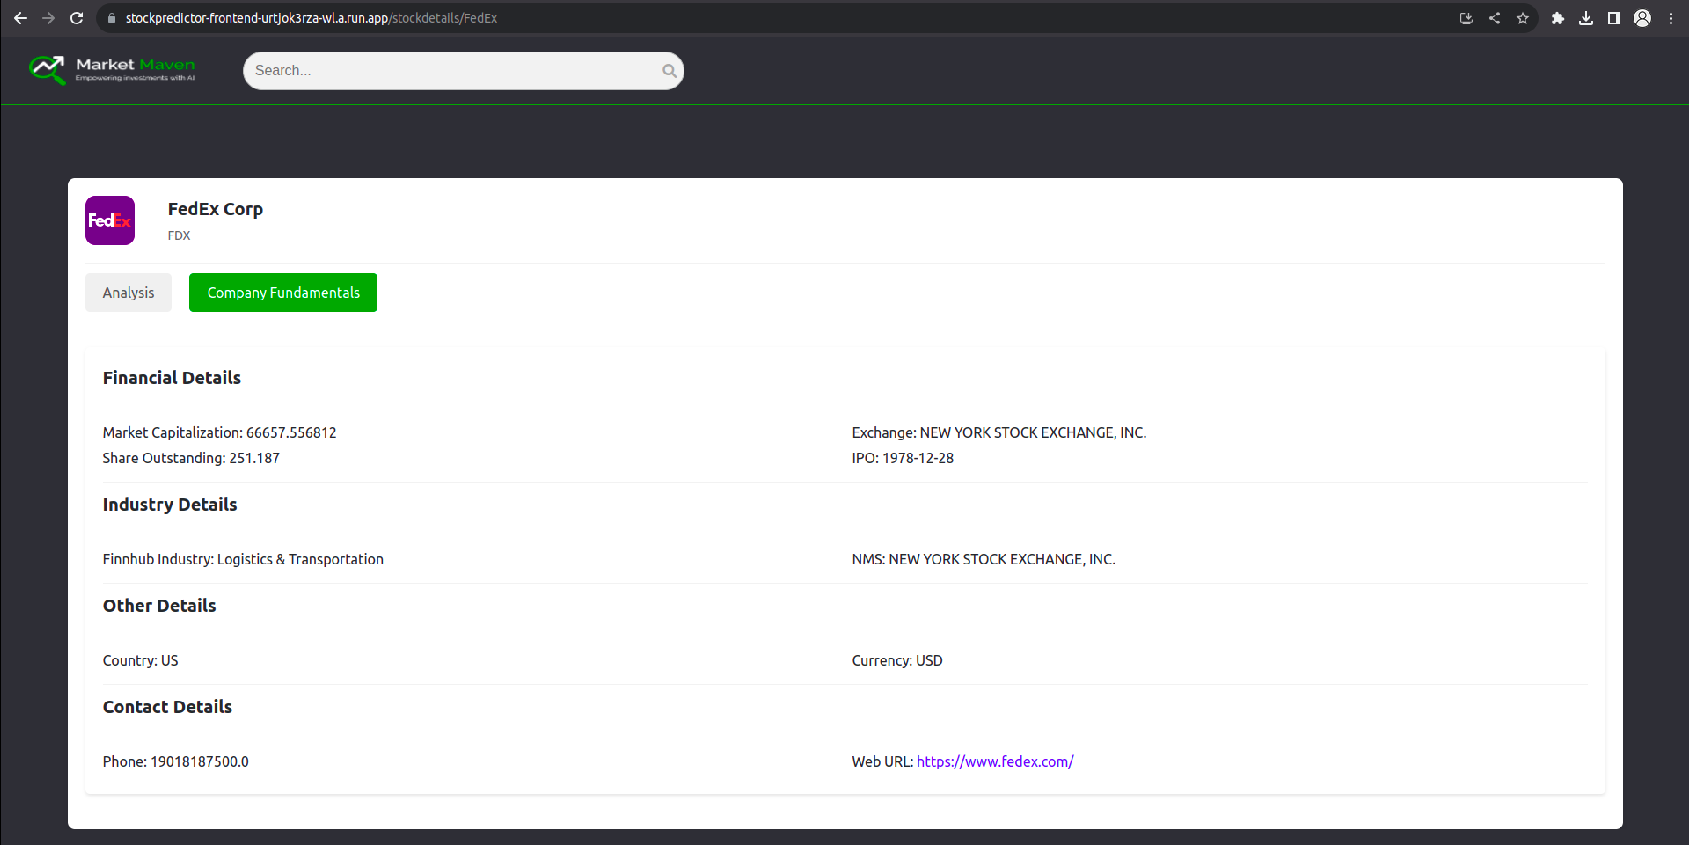 stockpredictor-frontend-urtjok3rza-wl.a.run.app/stockdetails/FedEx
Market Maven
Empowering investments with AI
Search...
FedEx
FedEx Corp
FDX
Analysis
Company Fundamentals
Financial Details
Market Capitalization: 66657.556812
Exchange: NEW YORK STOCK EXCHANGE, INC.
Share Outstanding: 251.187
IPO: 1978-12-28
Industry Details
Finnhub Industry: Logistics & Transportation
NMS: NEW YORK STOCK EXCHANGE, INC.
Other Details
Country: US
Currency: USD
Contact Details
Phone: 19018187500.0
Web URL: https://www.fedex.com/